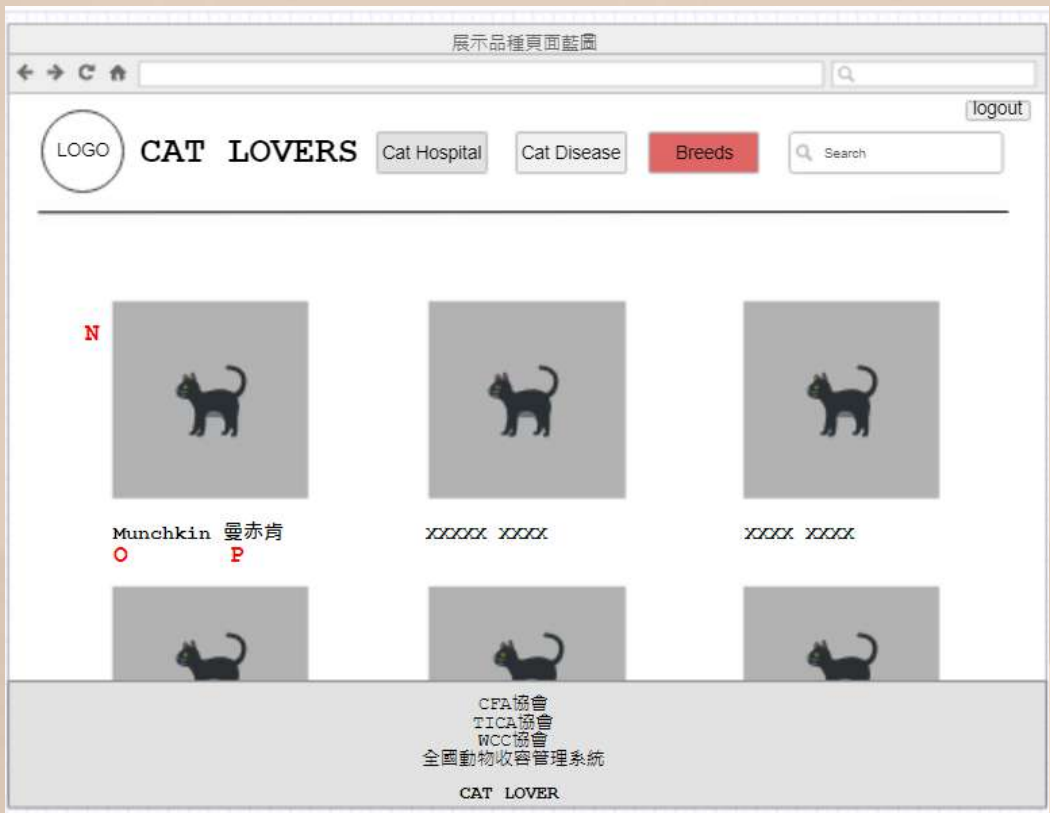 展示品種頁面藍圖
logout
LOGO CAT LOVERS Cat Hospital Cat Disease Breeds Search
N
Munchkin 曼赤肯 XXXXX XXXX XXXX XXXX
O P
CFA協會
TICA協會
WCC協會
全國動物收容管理系統
CAT LOVER